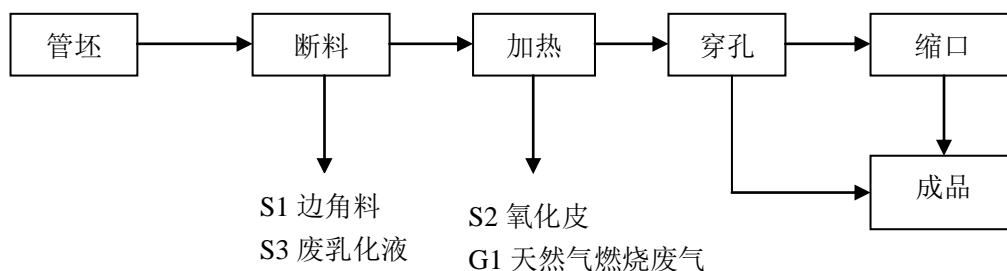 管坯
断料
加热
穿孔
缩口
成品
S1 边角料
S3 废乳化液
S2 氧化皮
G1 天然气燃烧废气